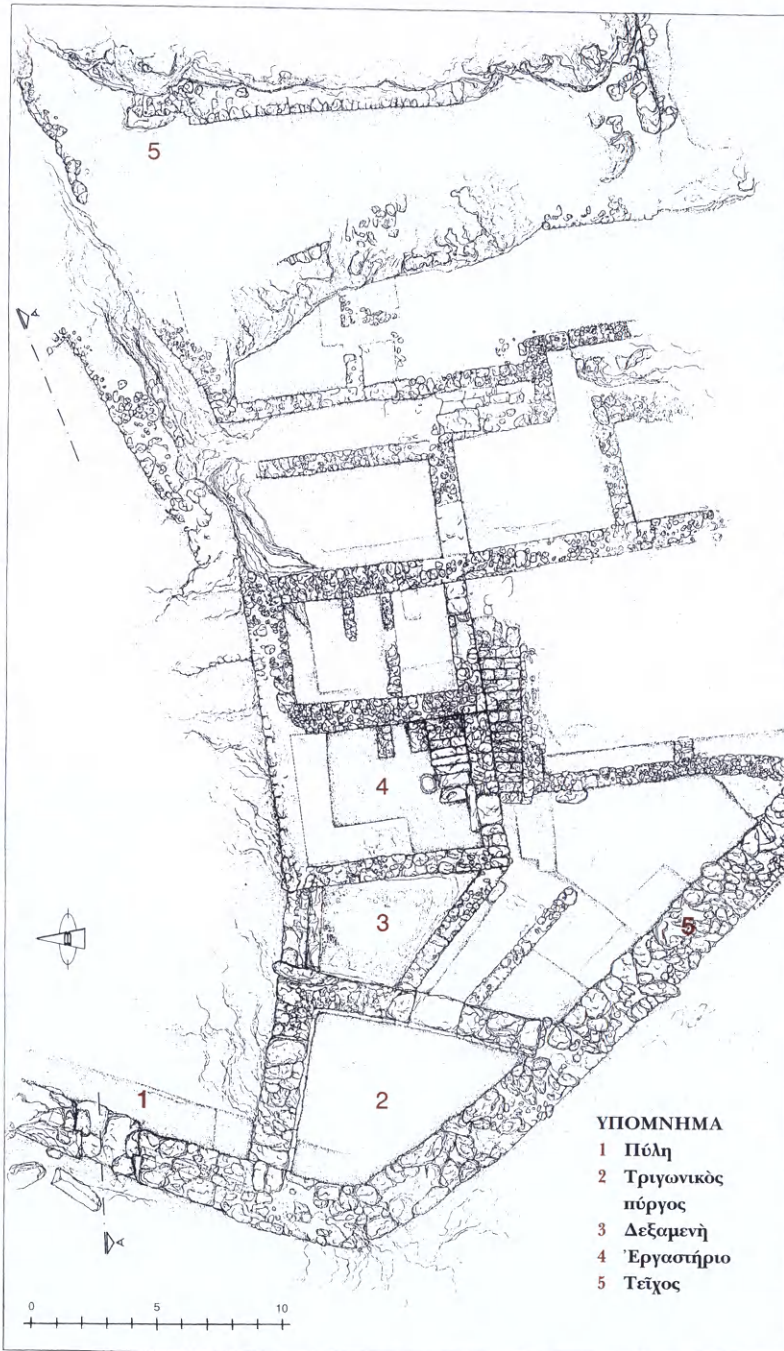 5
A
4
5
3
1
2
ΥΠΟΜΝΗΜΑ
1 Πύλη
2 Τριγωνικὸς
πύργος
3 Δεξαμενὴ
4 Ἐργαστήριο
5 Τεῖχος
A
0 5 10